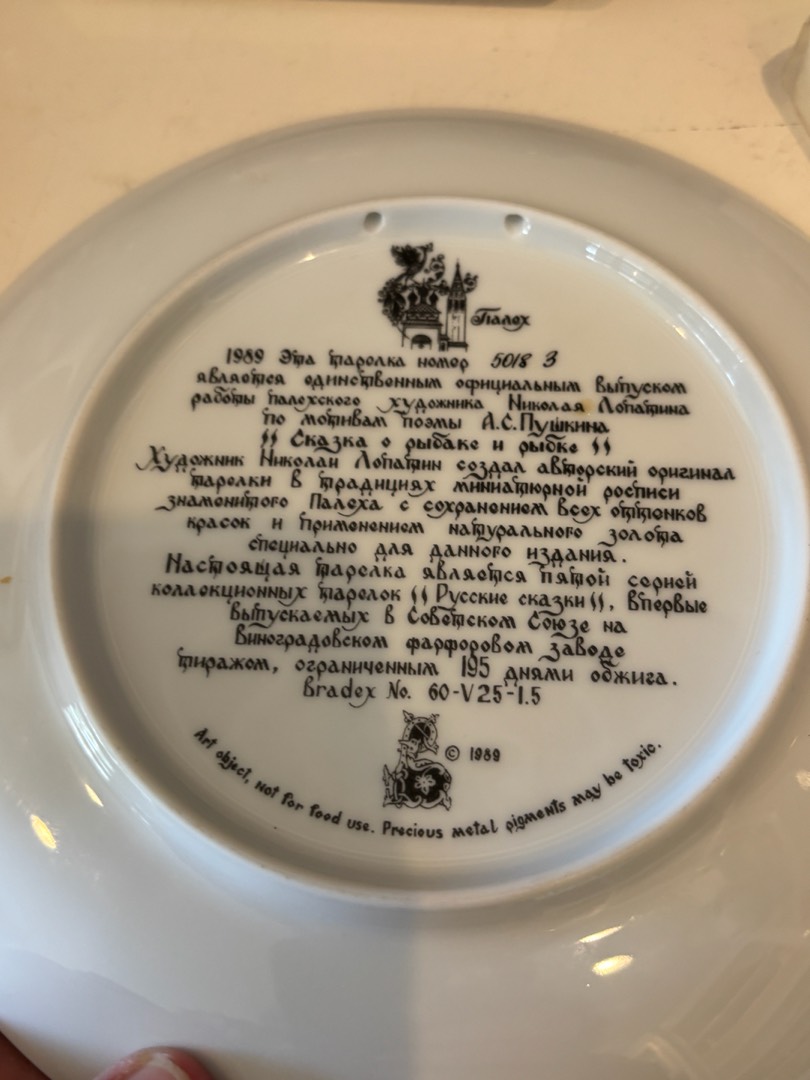 Палех
1989 Эта тарелка номер 5018 З
является единственным официальным выпуском
работы палехского художника Николая Лопатина
по мотивам поэмы А.С.Пушкина
"Сказка о рыбаке и рыбке"
Художник Николай Лопатин создал авторский оригинал
тарелки в традициях миниатюрной росписи
знаменитого Палеха с сохранением всех оттенков
красок и применением натурального золота
специально для данного издания.
Настоящая тарелка является пятой серией
коллекционных тарелок "Русские сказки", впервые
выпускаемых в Советском Союзе на
Виноградовском фарфоровом заводе
тиражом, ограниченным 195 днями обжига.
Bradex No. 60-V25-1.5
© 1989
Art object, not for food use. Precious metal pigments may be toxic.